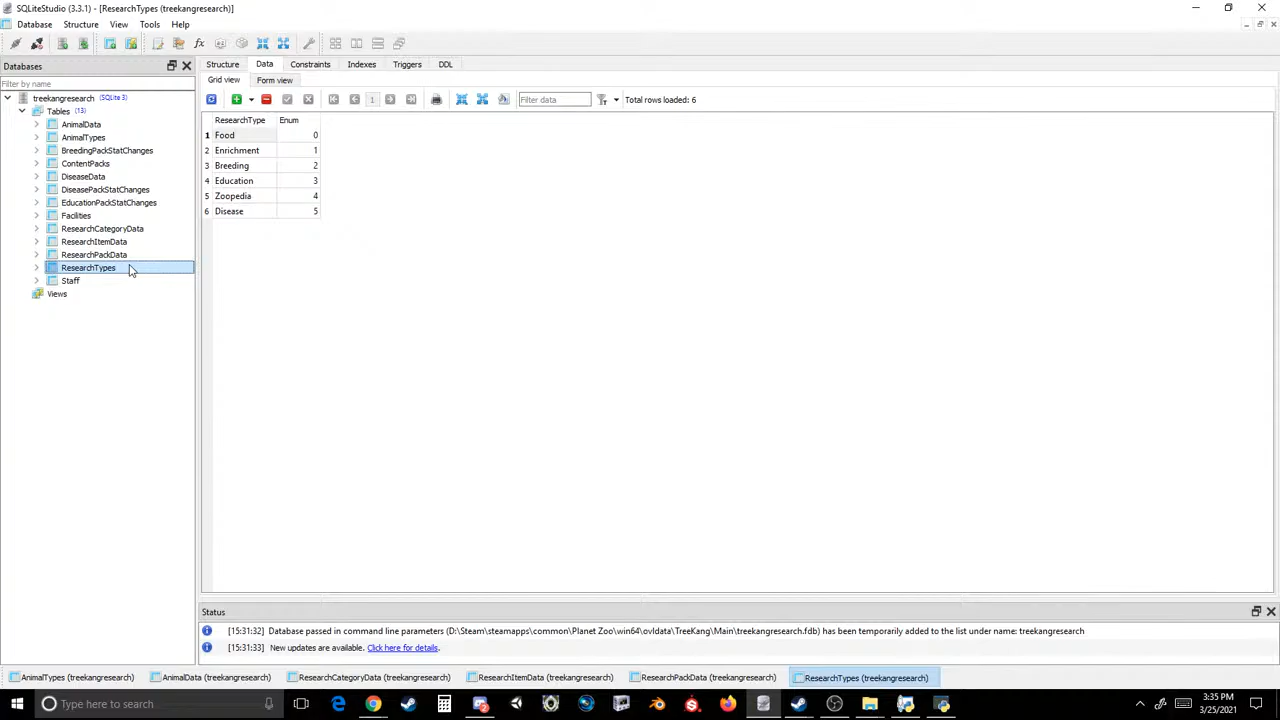 SQLiteStudio (3.3.1) - [ResearchTypes (treekangresearch)]
Database Structure View Tools Help
Databases
Structure Data Constraints Indexes Triggers DDL
Filter by name
Grid view Form view
treekangresearch (SQLite 3)
1 Filter data Total rows loaded: 6
Tables (13)
AnimalData
AnimalTypes
BreedingPackStatChanges
ContentPacks
DiseaseData
DiseasePackStatChanges
EducationPackStatChanges
Facilities
ResearchCategoryData
ResearchItemData
ResearchPackData
ResearchTypes
Staff
Views
ResearchType Enum
1 Food 0
2 Enrichment 1
3 Breeding 2
4 Education 3
5 Zoopedia 4
6 Disease 5
Status
[15:31:32] Database passed in command line parameters (D:\Steam\steamapps\common\Planet Zoo\win64\ovldata\TreeKang\Main\treekangresearch.fdb) has been temporarily added to the list under name: treekangresearch
[15:31:33] New updates are available. Click here for details.
AnimalTypes (treekangresearch) AnimalData (treekangresearch) ResearchCategoryData (treekangresearch) ResearchItemData (treekangresearch) ResearchPackData (treekangresearch) ResearchTypes (treekangresearch)
Type here to search
3:35 PM
3/25/2021